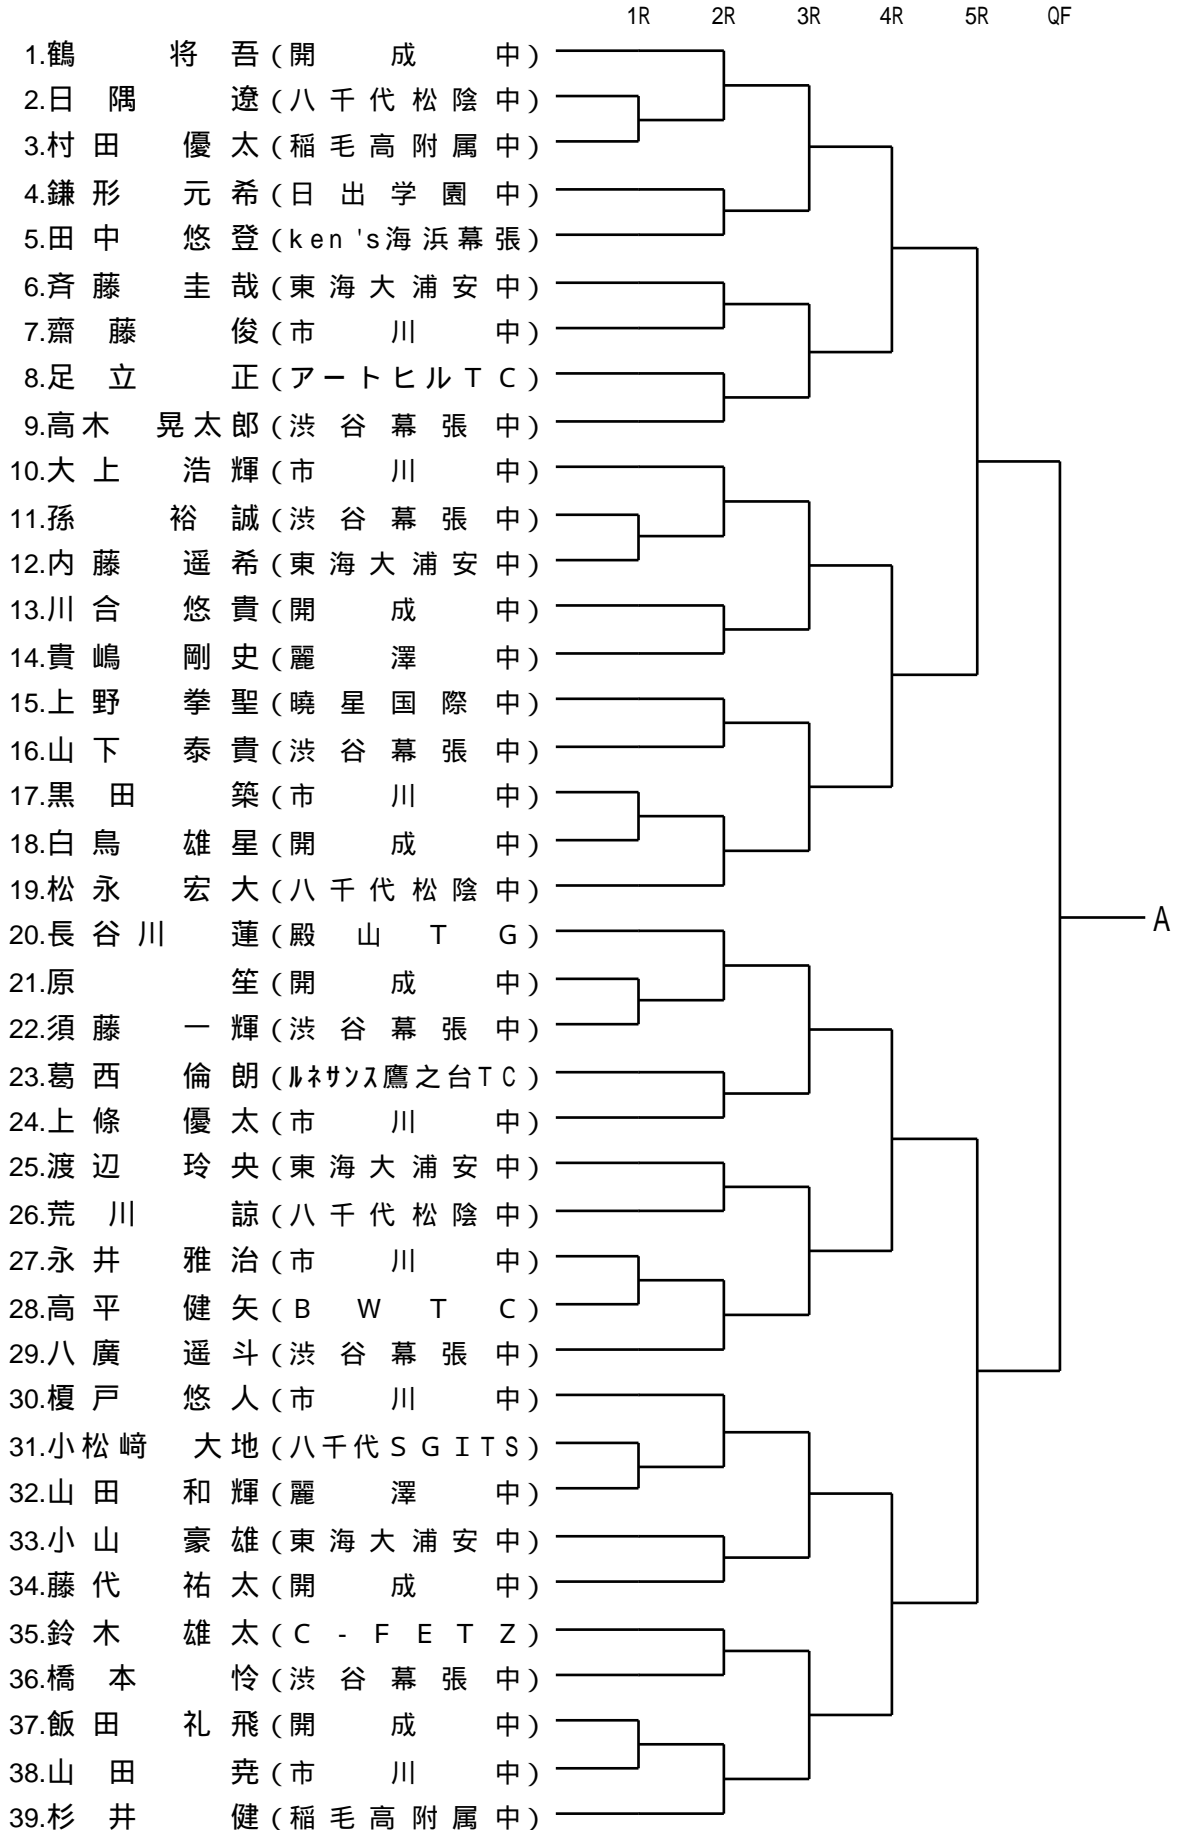 1R 2R 3R 4R 5R QF
1.鶴 将吾(開成中)
2.日隅 遼(八千代松陰中)
3.村田 優太(稲毛高附属中)
4.鎌形 元希(日出学園中)
5.田中 悠登(ken's海浜幕張)
6.斉藤 圭哉(東海大浦安中)
7.齋藤 俊(市川中)
8.足立 正(アートヒルTC)
9.高木 晃太郎(渋谷幕張中)
10.大上 浩輝(市川中)
11.孫 裕誠(渋谷幕張中)
12.内藤 遥希(東海大浦安中)
13.川合 悠貴(開成中)
14.貴嶋 剛史(麗澤中)
15.上野 拳聖(暁星国際中)
16.山下 泰貴(渋谷幕張中)
17.黒田 築(市川中)
18.白鳥 雄星(開成中)
19.松永 宏大(八千代松陰中)
A
20.長谷川 蓮(殿山TG)
21.原 笙(開成中)
22.須藤 一輝(渋谷幕張中)
23.葛西 倫朗(ﾙﾈｻﾝｽ鷹之台TC)
24.上條 優太(市川中)
25.渡辺 玲央(東海大浦安中)
26.荒川 諒(八千代松陰中)
27.永井 雅治(市川中)
28.高平 健矢(BWTC)
29.八廣 遥斗(渋谷幕張中)
30.榎戸 悠人(市川中)
31.小松﨑 大地(八千代SGITS)
32.山田 和輝(麗澤中)
33.小山 豪雄(東海大浦安中)
34.藤代 祐太(開成中)
35.鈴木 雄太(C-FETZ)
36.橋本 怜(渋谷幕張中)
37.飯田 礼飛(開成中)
38.山田 尭(市川中)
39.杉井 健(稲毛高附属中)